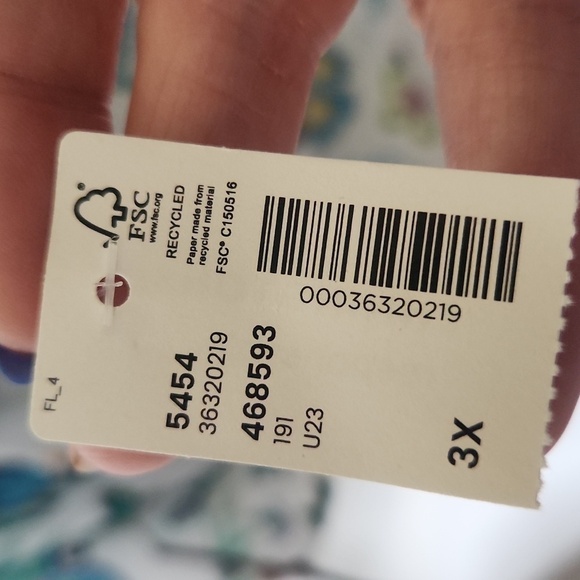 FSC®
www.fsc.org
RECYCLED
Paper made from
recycled material
FSC® C150516
00036320219
5454
36320219
468593
191
U23
3X
FL_4